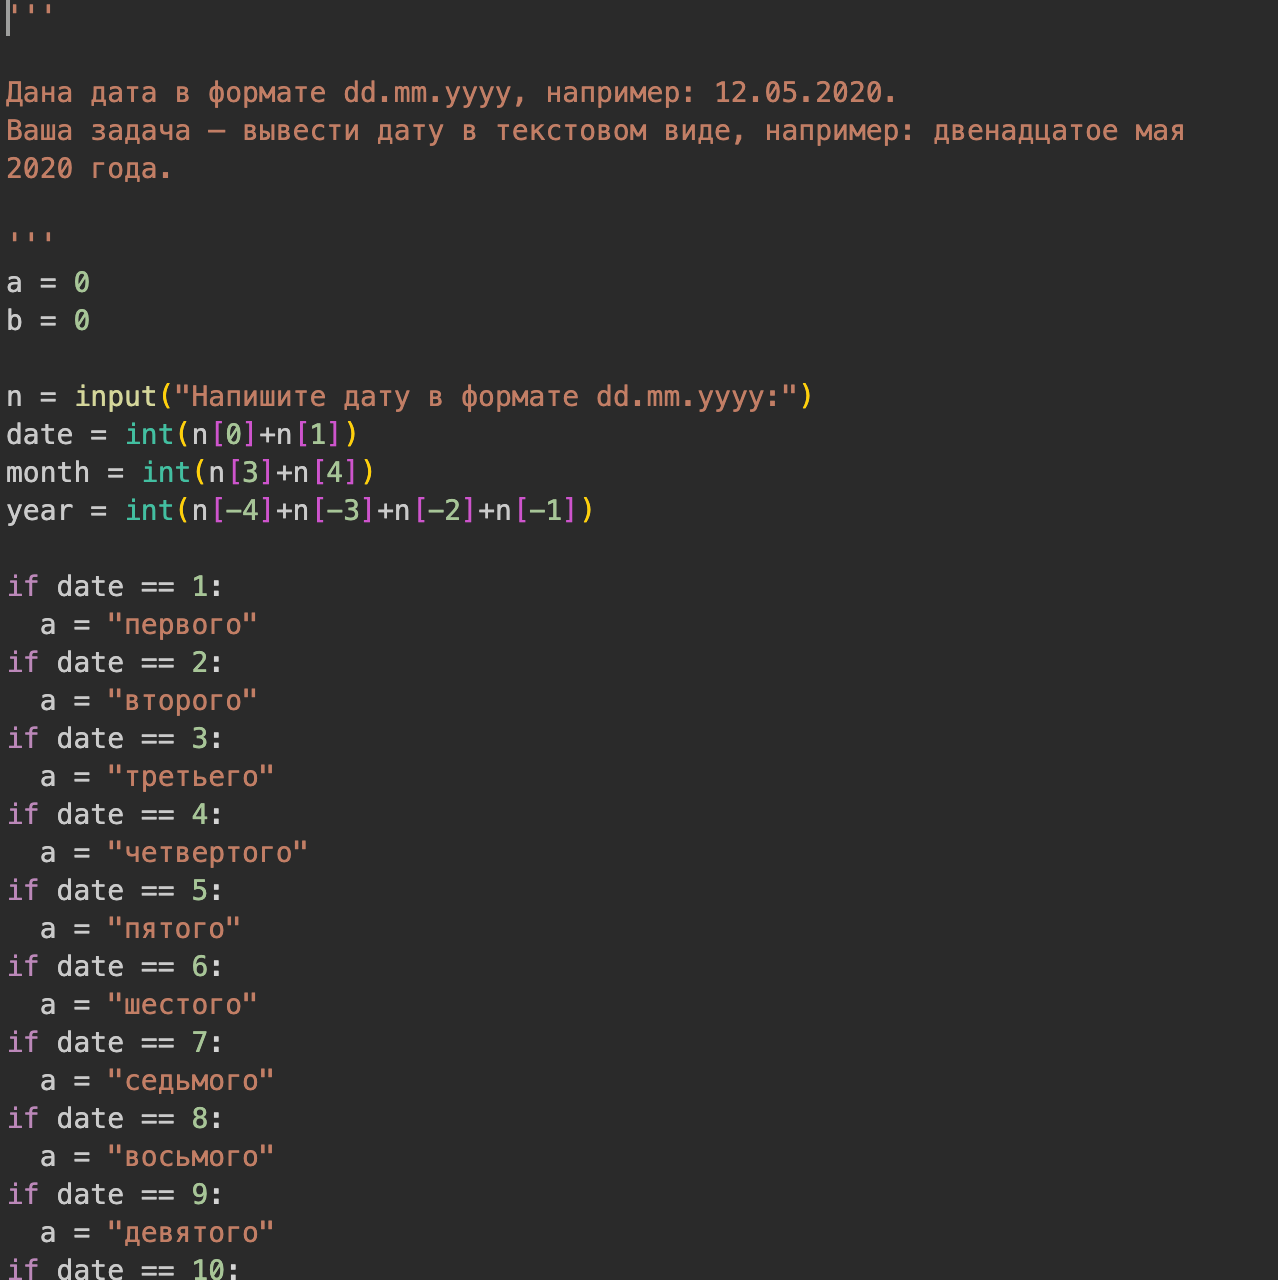 '''
Дана дата в формате dd.mm.yyyy, например: 12.05.2020.
Ваша задача — вывести дату в текстовом виде, например: двенадцатое мая
2020 года.
'''
a = 0
b = 0
n = input("Напишите дату в формате dd.mm.yyyy:")
date = int(n[0]+n[1])
month = int(n[3]+n[4])
year = int(n[-4]+n[-3]+n[-2]+n[-1])
if date == 1:
  a = "первого"
if date == 2:
  a = "второго"
if date == 3:
  a = "третьего"
if date == 4:
  a = "четвертого"
if date == 5:
  a = "пятого"
if date == 6:
  a = "шестого"
if date == 7:
  a = "седьмого"
if date == 8:
  a = "восьмого"
if date == 9:
  a = "девятого"
if date == 10: